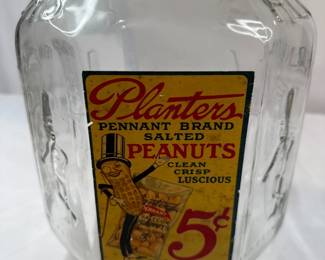 Planters
PENNANT BRAND
SALTED
PEANUTS
CLEAN
CRISP
LUSCIOUS
5¢